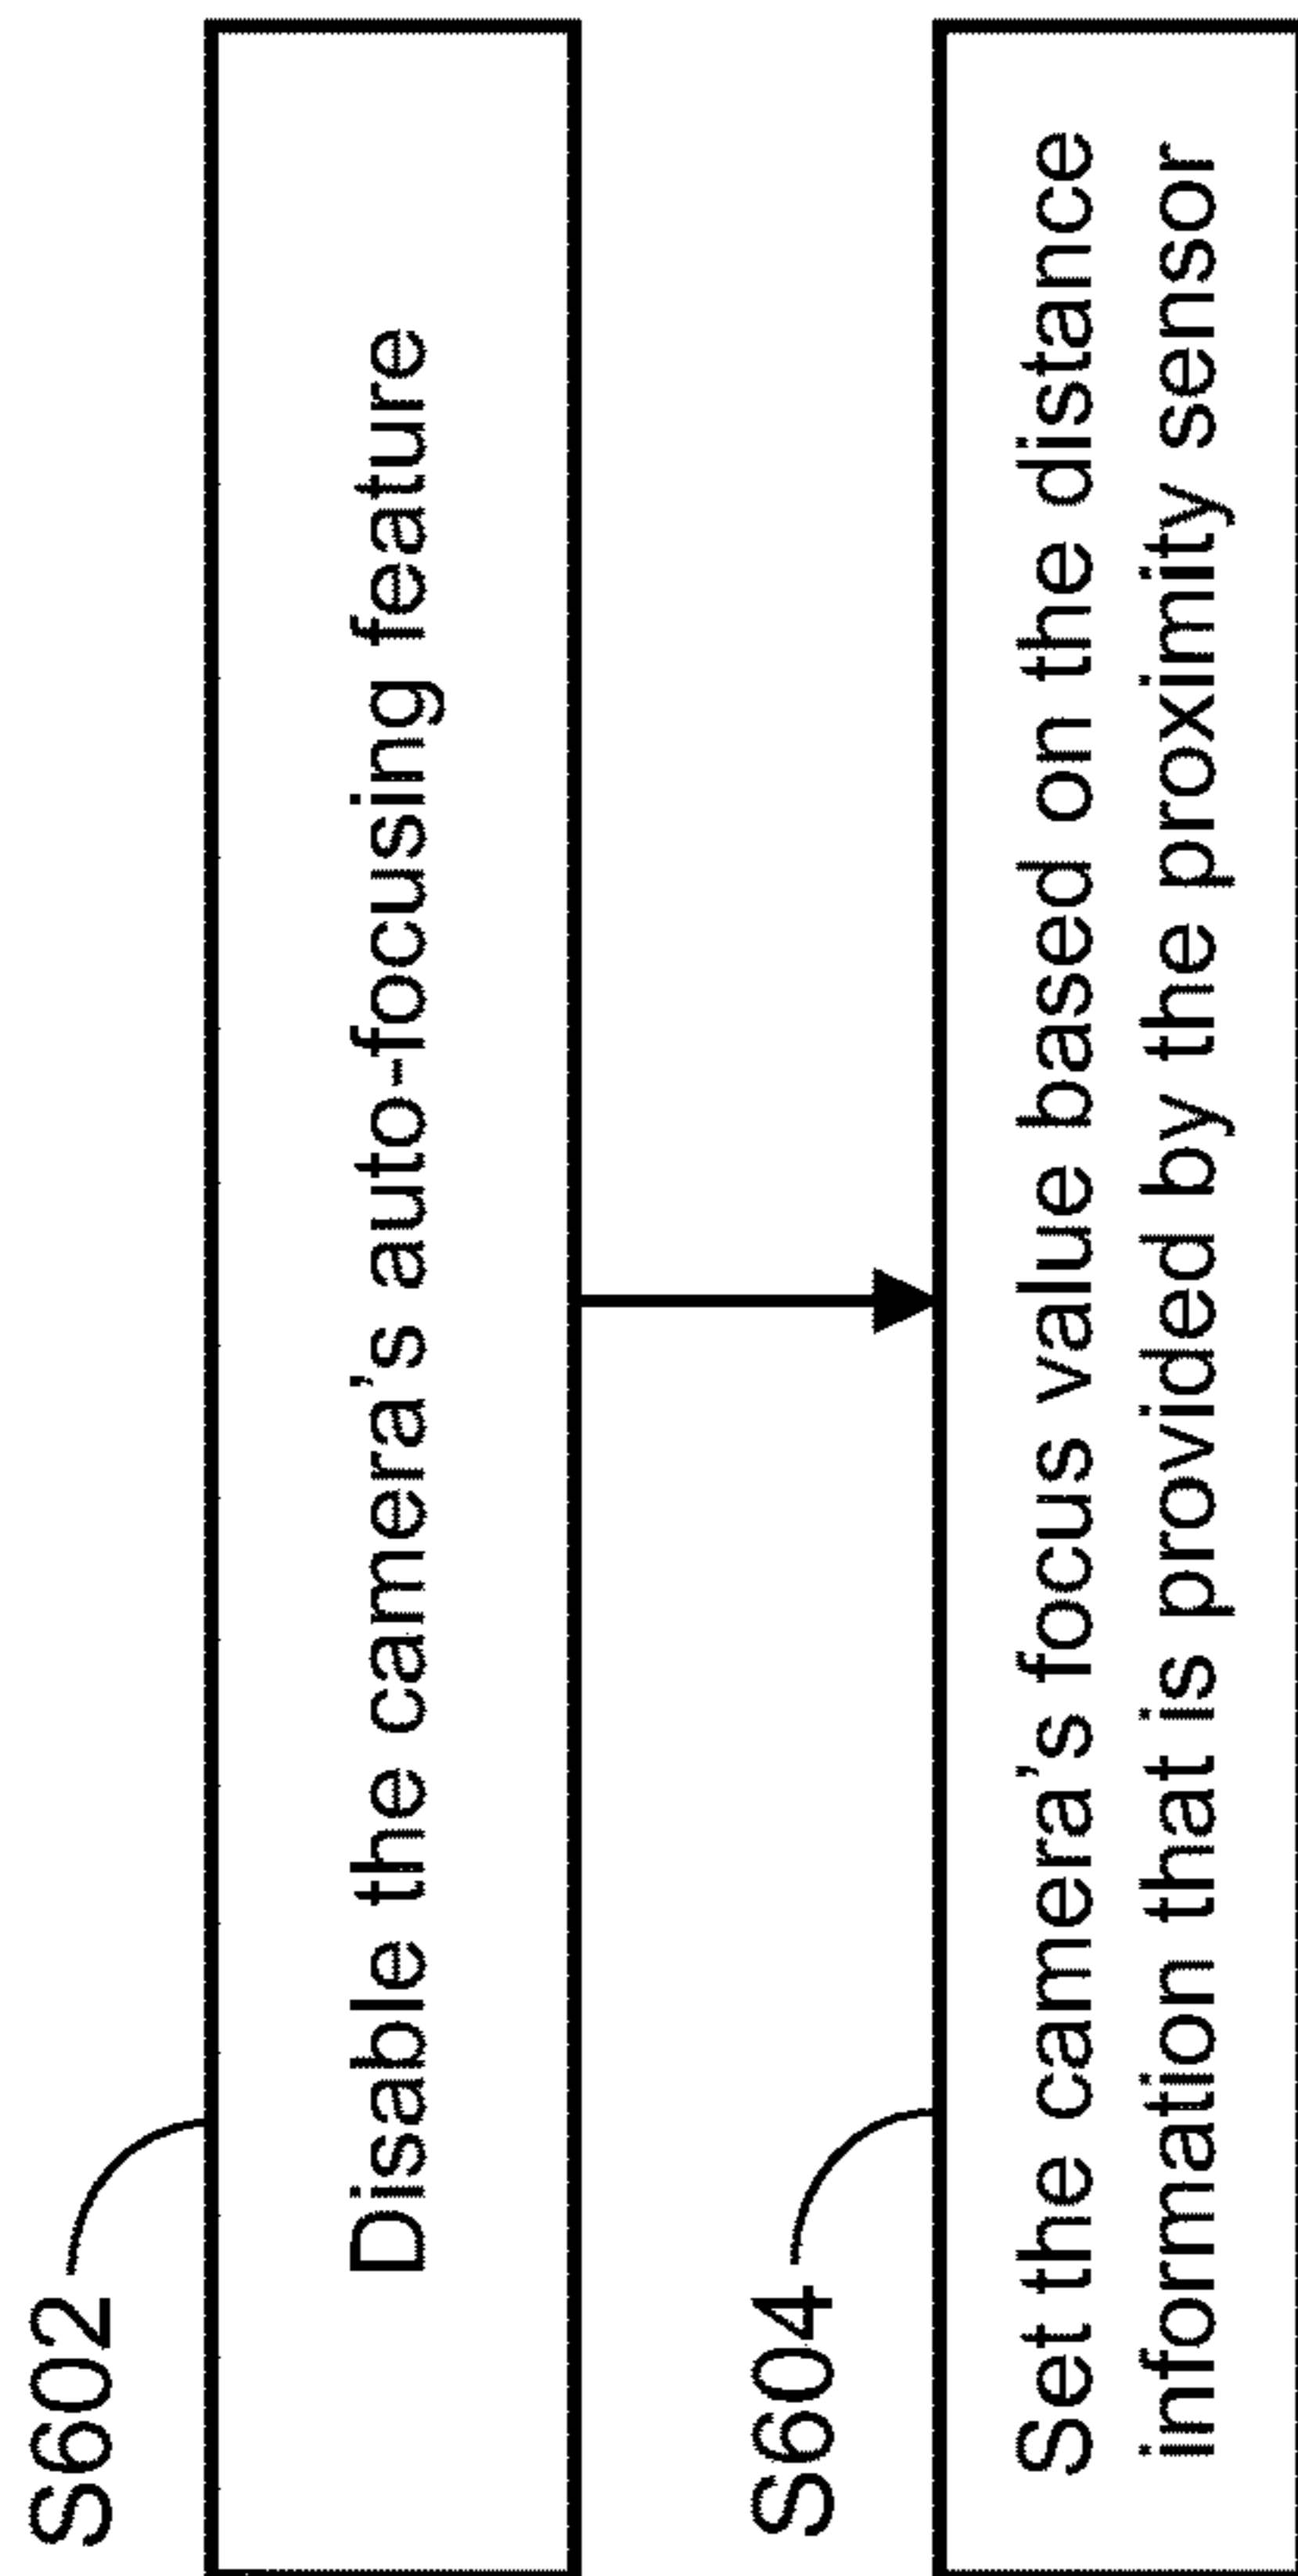 S602
Disable the camera's auto-focusing feature
S604
Set the camera's focus value based on the distance
information that is provided by the proximity sensor